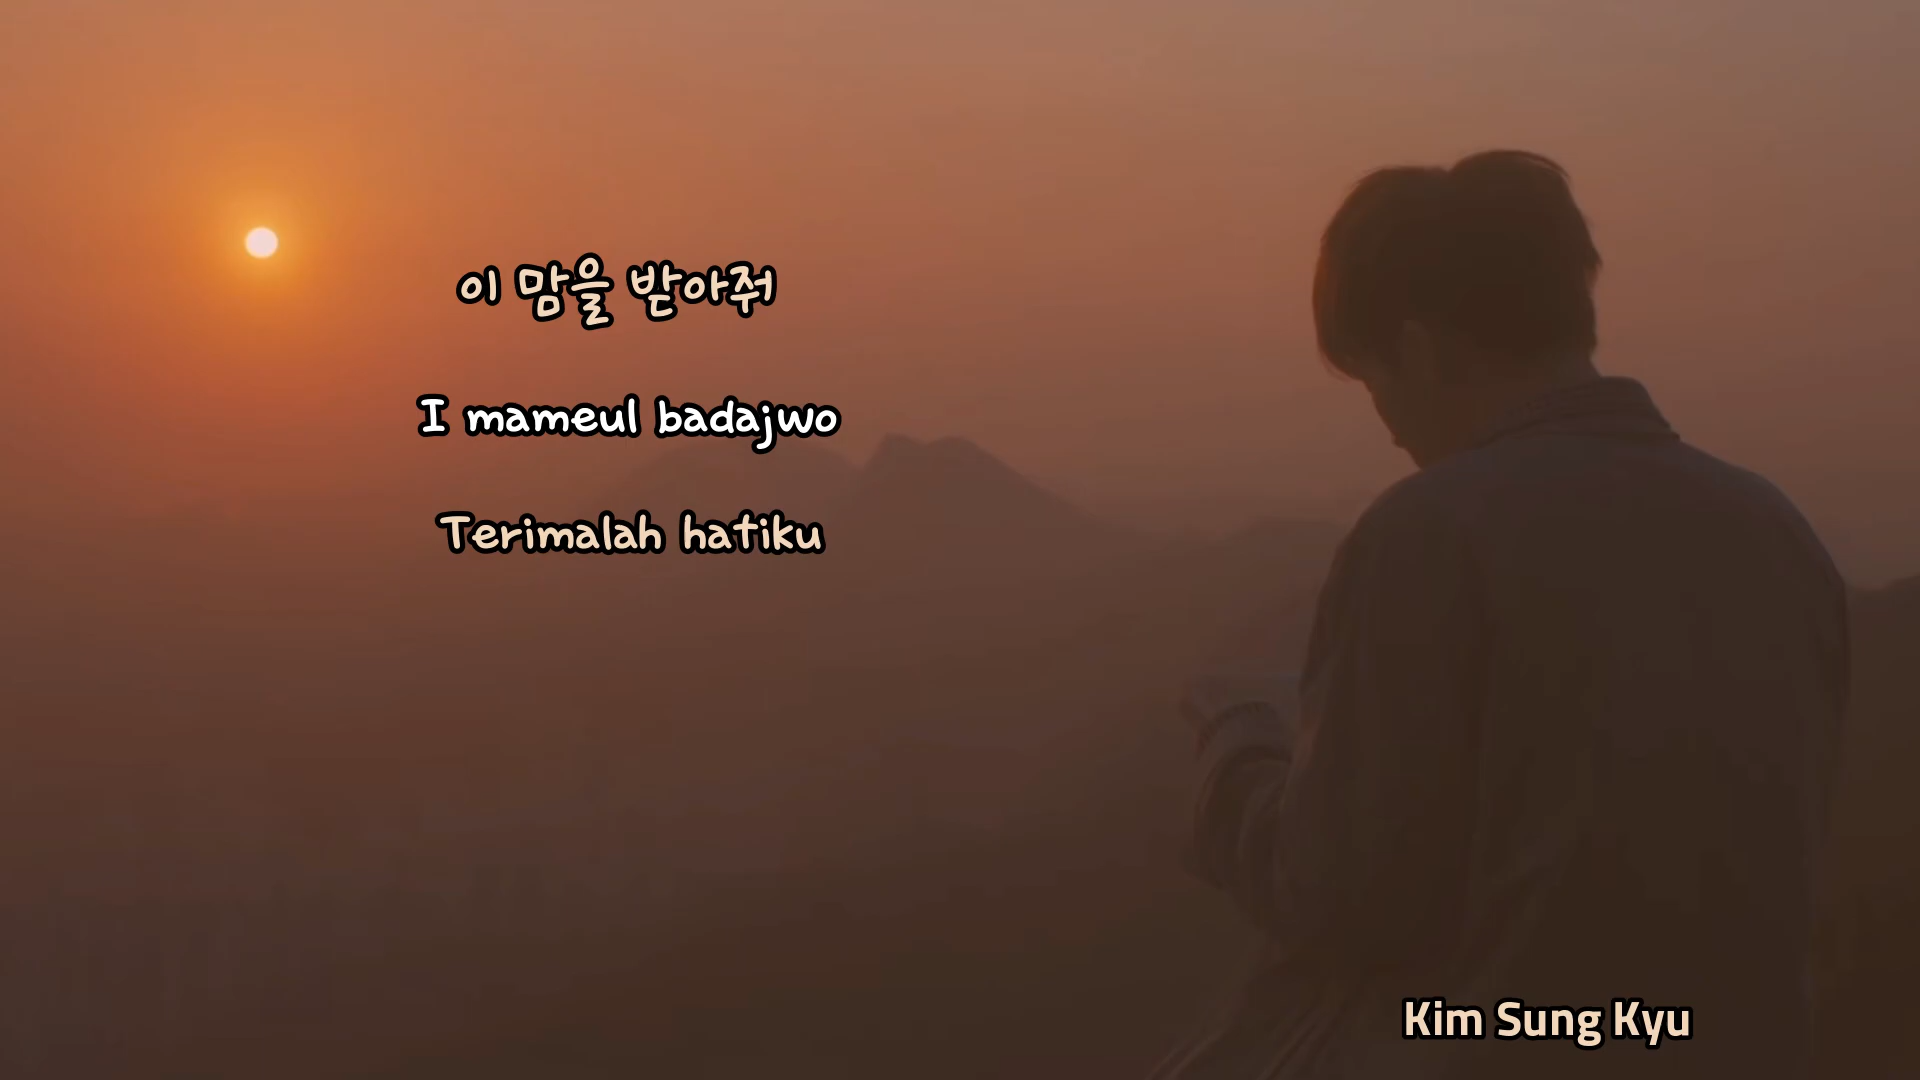 이 맘을 받아줘
I mameul badajwo
Terimalah hatiku
Kim Sung Kyu